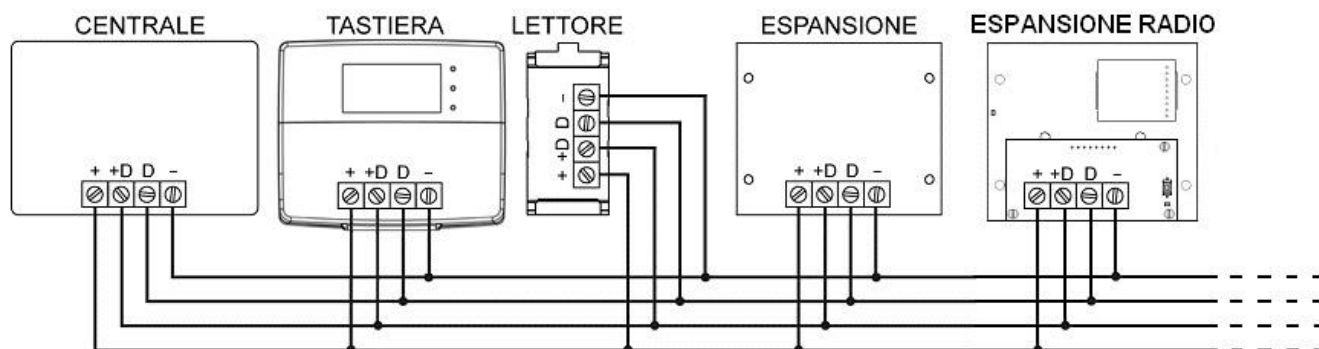 CENTRALE TASTIERA LETTORE ESPANSIONE ESPANSIONE RADIO
+ +D D –
+ +D D –
– D +D +
+ +D D –
+ +D D –